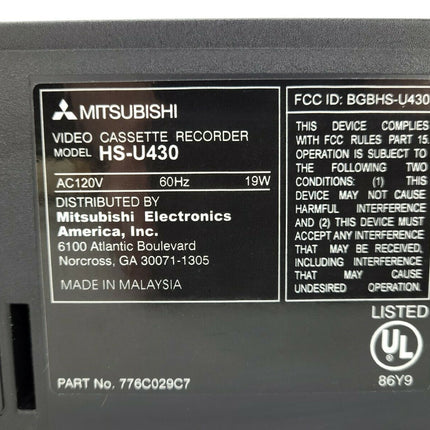 MITSUBISHI
VIDEO CASSETTE RECORDER
MODEL HS-U430
AC120V 60Hz 19W
DISTRIBUTED BY
Mitsubishi Electronics
America, Inc.
6100 Atlantic Boulevard
Norcross, GA 30071-1305
MADE IN MALAYSIA
PART No. 776C029C7
FCC ID: BGBHS-U430
THIS DEVICE COMPLIES
WITH FCC RULES PART 15.
OPERATION IS SUBJECT TO
THE FOLLOWING TWO
CONDITIONS: (1) THIS
DEVICE MAY NOT CAUSE
HARMFUL INTERFERENCE
AND (2) THIS DEVICE MUST
ACCEPT ANY INTERFERENCE
THAT MAY BE RECEIVED,
INCLUDING INTERFERENCE
THAT MAY CAUSE
UNDESIRED OPERATION.
LISTED
UL
86Y9